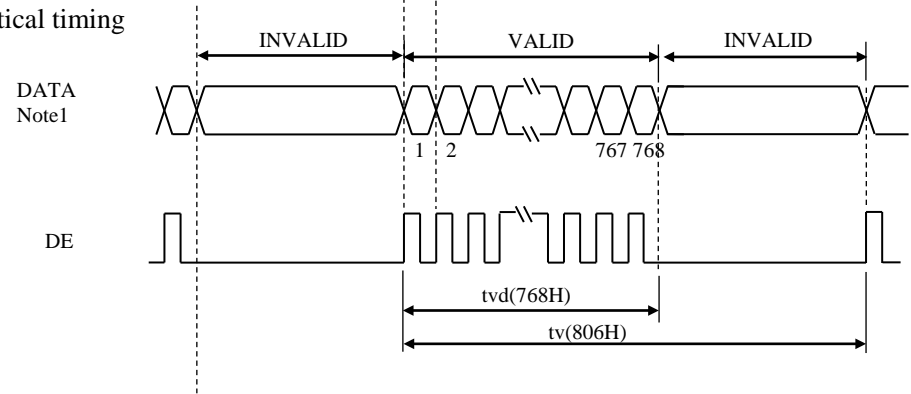 tical timing
INVALID VALID INVALID
DATA
Note1
1 2 767 768
DE
tvd(768H)
tv(806H)